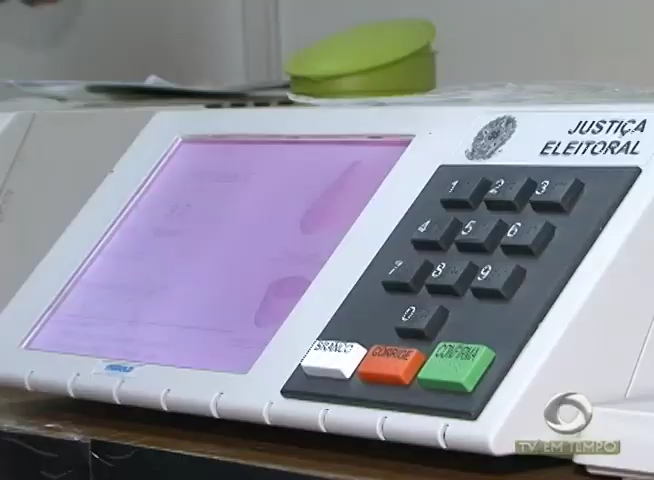 JUSTIÇA
ELEITORAL
1 2 3
4 5 6
7 8 9
0
BRANCO CORRIGE CONFIRMA
TV EM TEMPO